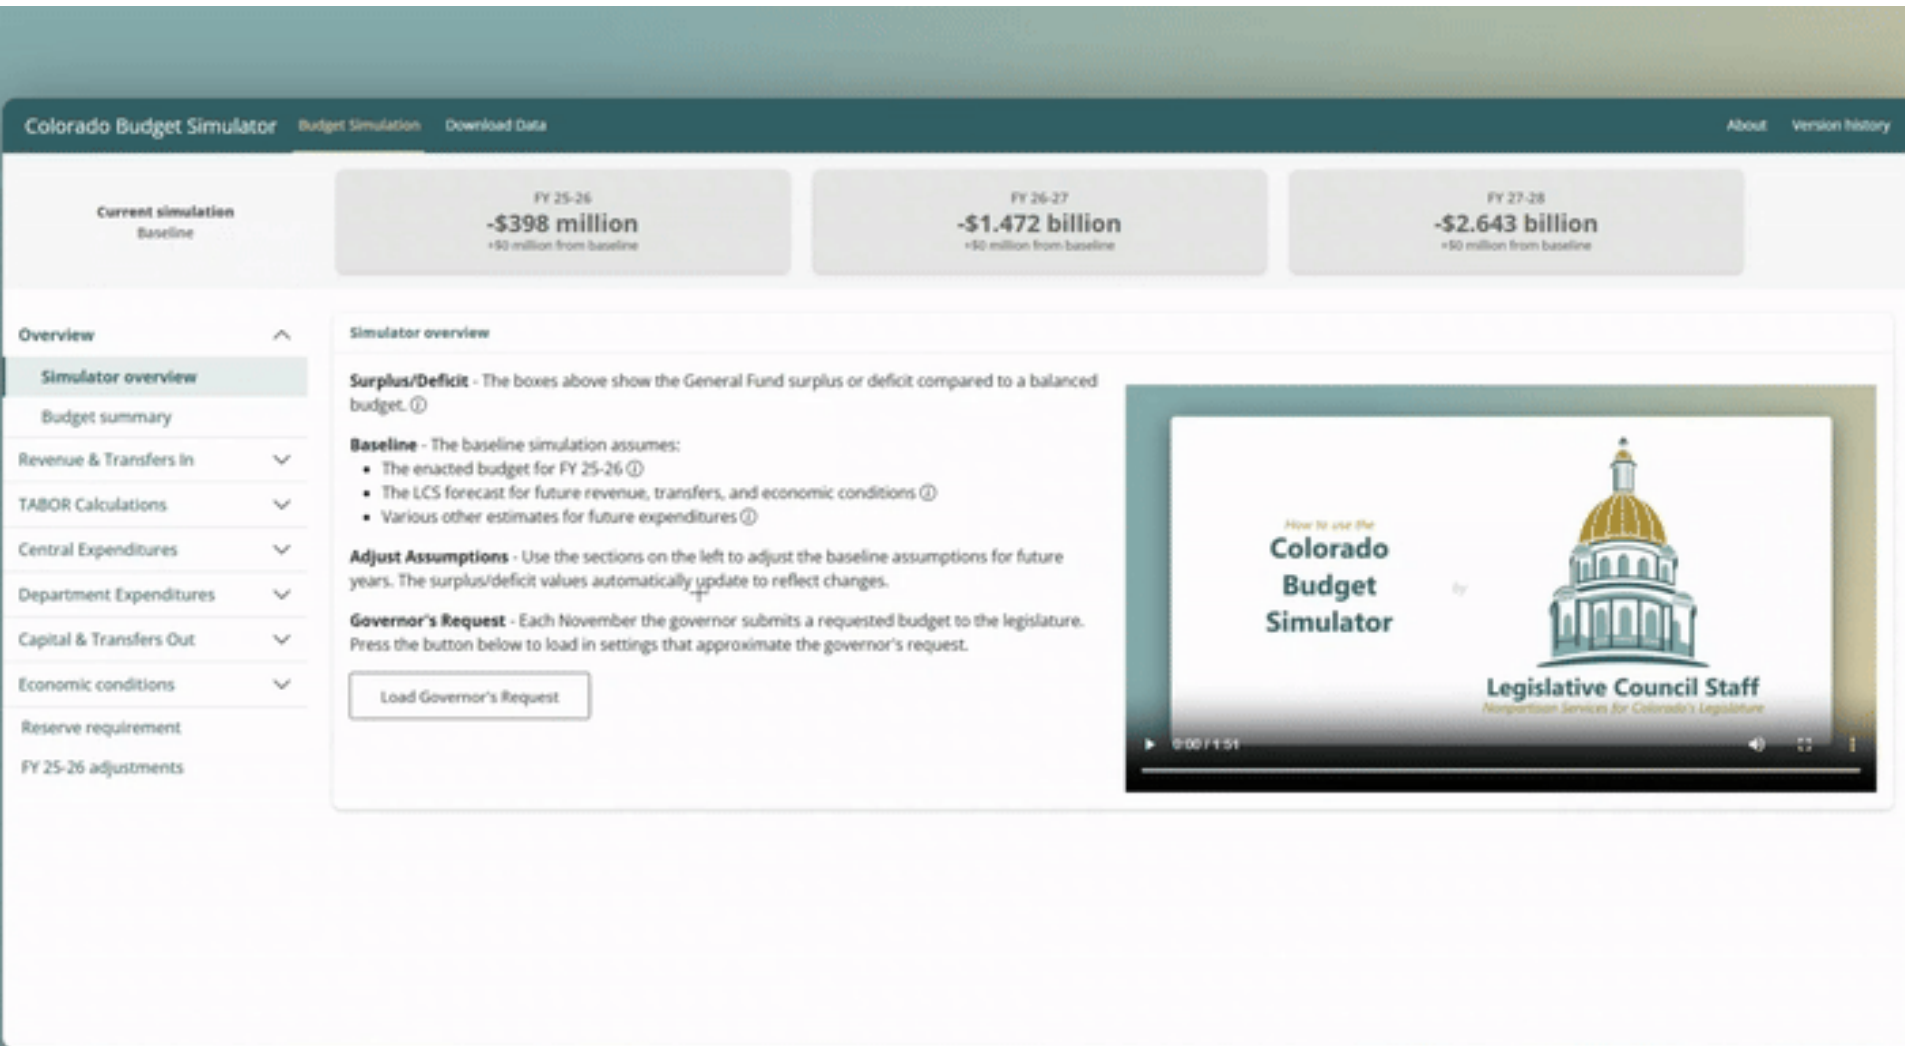 Colorado Budget Simulator Budget Simulation Download Data About Version history
Current simulation
Baseline
FY 25-26
-$398 million
+$0 million from baseline
FY 26-27
-$1.472 billion
+$0 million from baseline
FY 27-28
-$2.643 billion
+$0 million from baseline
Overview
Simulator overview
Budget summary
Revenue & Transfers In
TABOR Calculations
Central Expenditures
Department Expenditures
Capital & Transfers Out
Economic conditions
Reserve requirement
FY 25-26 adjustments
Simulator overview
Surplus/Deficit - The boxes above show the General Fund surplus or deficit compared to a balanced
budget.
Baseline - The baseline simulation assumes:
• The enacted budget for FY 25-26
• The LCS forecast for future revenue, transfers, and economic conditions
• Various other estimates for future expenditures
Adjust Assumptions - Use the sections on the left to adjust the baseline assumptions for future
years. The surplus/deficit values automatically update to reflect changes.
Governor's Request - Each November the governor submits a requested budget to the legislature.
Press the button below to load in settings that approximate the governor's request.
Load Governor's Request
How to use the
Colorado
Budget
Simulator
by
Legislative Council Staff
Nonpartisan Services for Colorado's Legislature
0:00 / 1:51